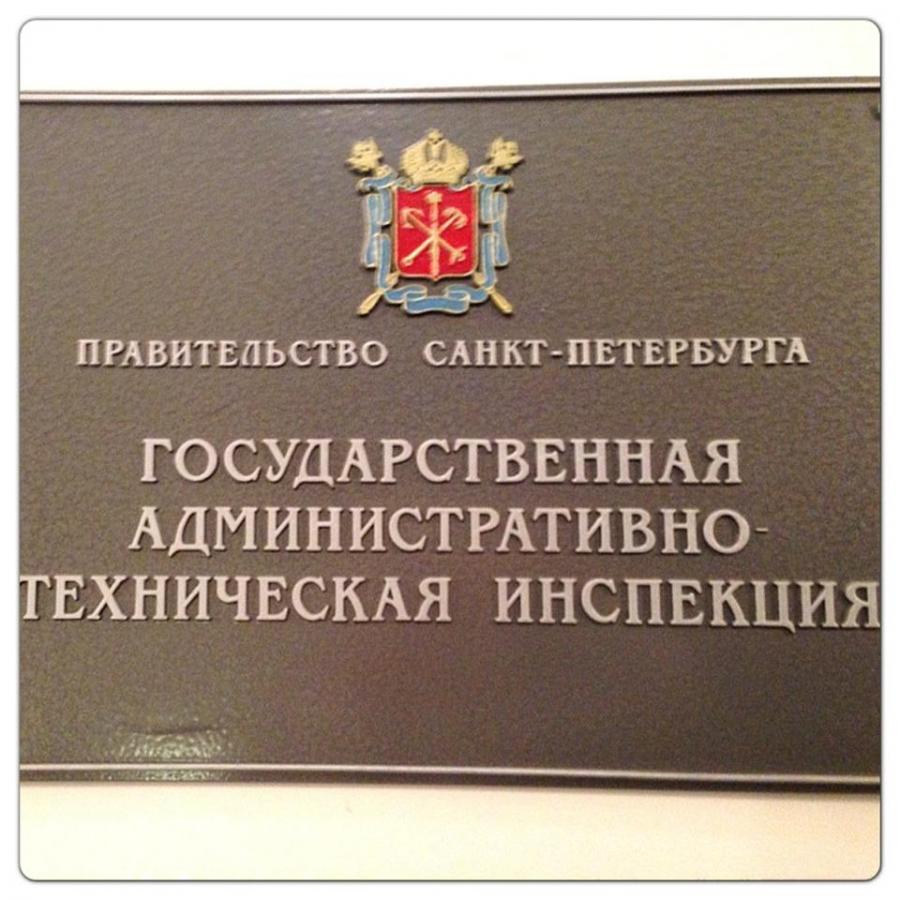 ПРАВИТЕЛЬСТВО САНКТ-ПЕТЕРБУРГА
ГОСУДАРСТВЕННАЯ
АДМИНИСТРАТИВНО-
ТЕХНИЧЕСКАЯ ИНСПЕКЦИЯ